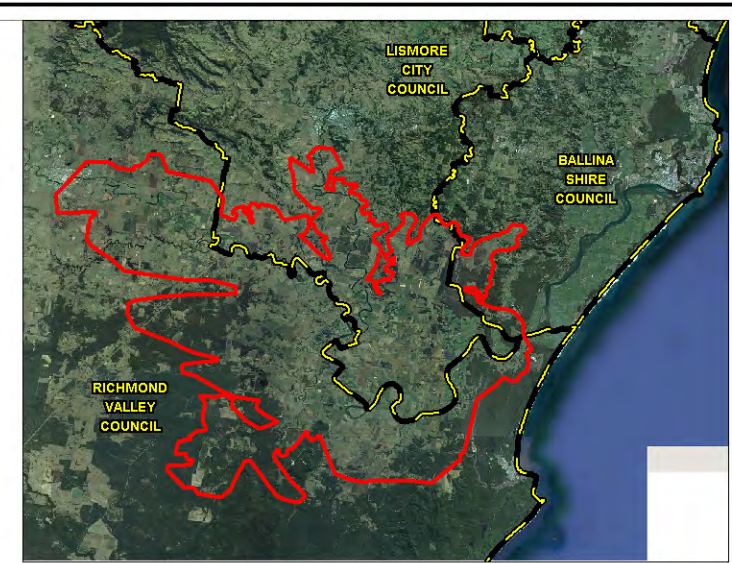 LISMORE
CITY
COUNCIL
BALLINA
SHIRE
COUNCIL
RICHMOND
VALLEY
COUNCIL